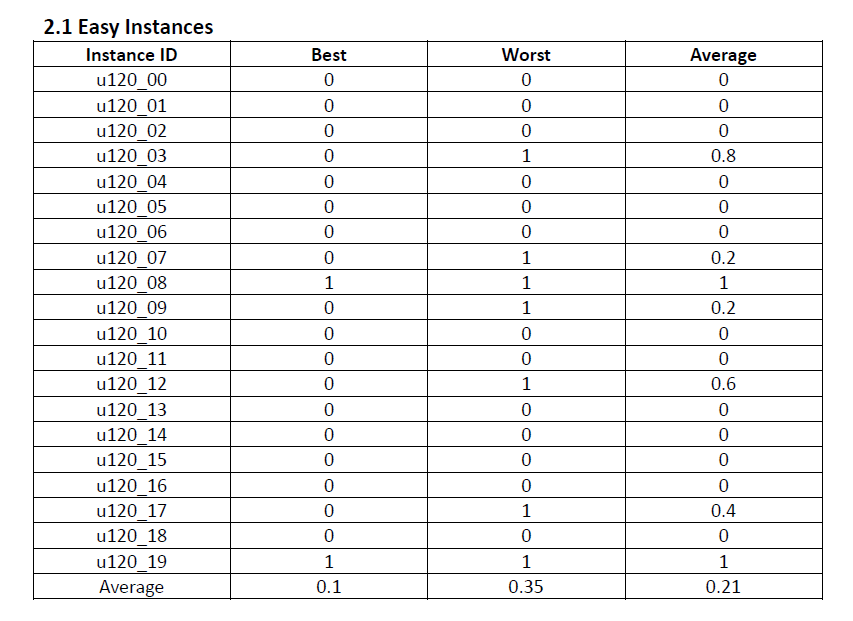 2.1 Easy Instances
Instance ID Best Worst Average
u120_00 0 0 0
u120_01 0 0 0
u120_02 0 0 0
u120_03 0 1 0.8
u120_04 0 0 0
u120_05 0 0 0
u120_06 0 0 0
u120_07 0 1 0.2
u120_08 1 1 1
u120_09 0 1 0.2
u120_10 0 0 0
u120_11 0 0 0
u120_12 0 1 0.6
u120_13 0 0 0
u120_14 0 0 0
u120_15 0 0 0
u120_16 0 0 0
u120_17 0 1 0.4
u120_18 0 0 0
u120_19 1 1 1
Average 0.1 0.35 0.21